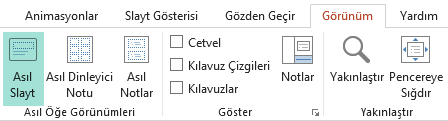 Animasyonlar Slayt Gösterisi Gözden Geçir Görünüm Yardım
Asıl Slayt
Asıl Dinleyici Notu
Asıl Notlar
Asıl Öğe Görünümleri
Cetvel
Kılavuz Çizgileri
Kılavuzlar
Notlar
Göster
Yakınlaştır
Pencereye Sığdır
Yakınlaştır